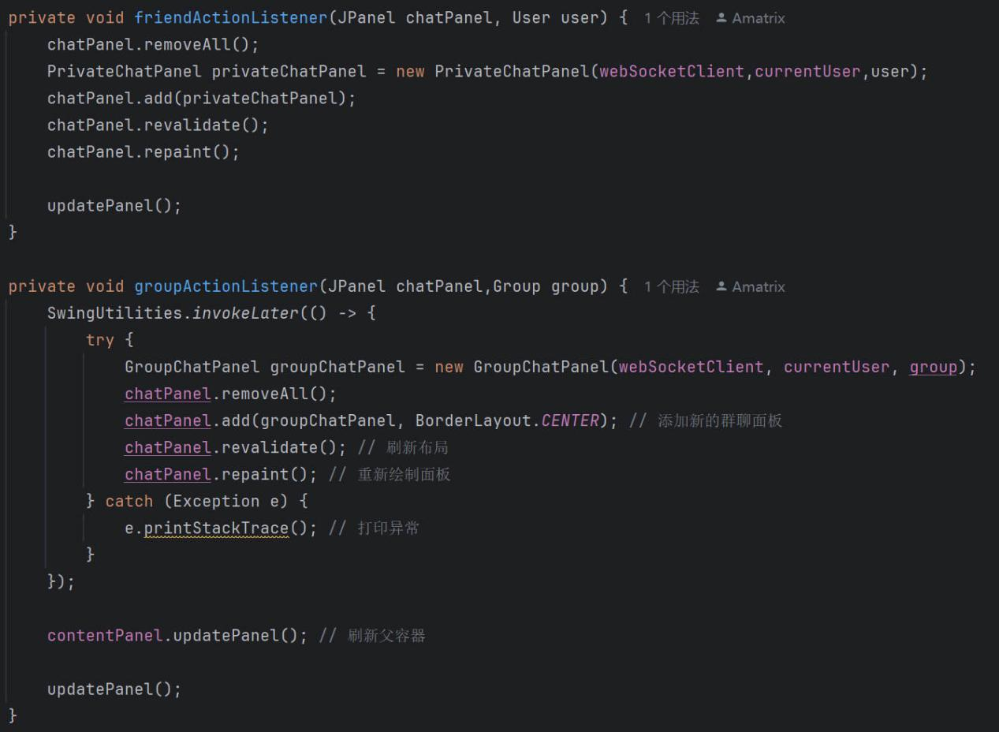 private void friendActionListener(JPanel chatPanel, User user) { 1 个用法 Amatrix
chatPanel.removeAll();
PrivateChatPanel privateChatPanel = new PrivateChatPanel(webSocketClient,currentUser,user);
chatPanel.add(privateChatPanel);
chatPanel.revalidate();
chatPanel.repaint();
updatePanel();
}
private void groupActionListener(JPanel chatPanel,Group group) { 1 个用法 Amatrix
SwingUtilities.invokeLater(() -> {
try {
GroupChatPanel groupChatPanel = new GroupChatPanel(webSocketClient, currentUser, group);
chatPanel.removeAll();
chatPanel.add(groupChatPanel, BorderLayout.CENTER); // 添加新的群聊面板
chatPanel.revalidate(); // 刷新布局
chatPanel.repaint(); // 重新绘制面板
} catch (Exception e) {
e.printStackTrace(); // 打印异常
}
});
contentPanel.updatePanel(); // 刷新父容器
updatePanel();
}